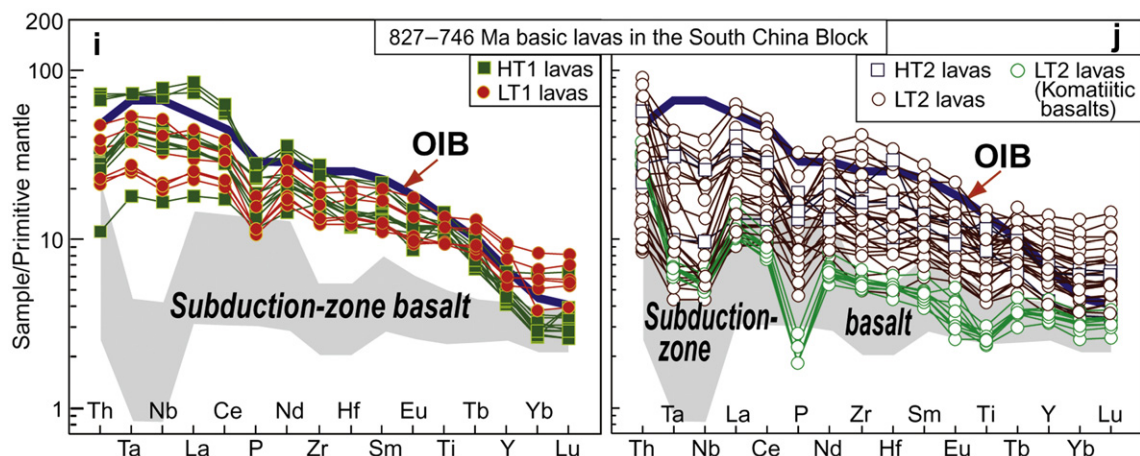 827–746 Ma basic lavas in the South China Block
i
j
HT1 lavas
LT1 lavas
HT2 lavas
LT2 lavas
LT2 lavas
(Komatiitic
basalts)
OIB
OIB
Subduction-zone basalt
Subduction-
zone
basalt
Sample/Primitive mantle
200
100
10
1
Th Nb La Ce Nd Hf Eu Tb Yb
Ta La P Zr Sm Ti Y Lu
Ta La P Zr Sm Ti Y Lu
Th Nb Ce Nd Hf Eu Tb Yb